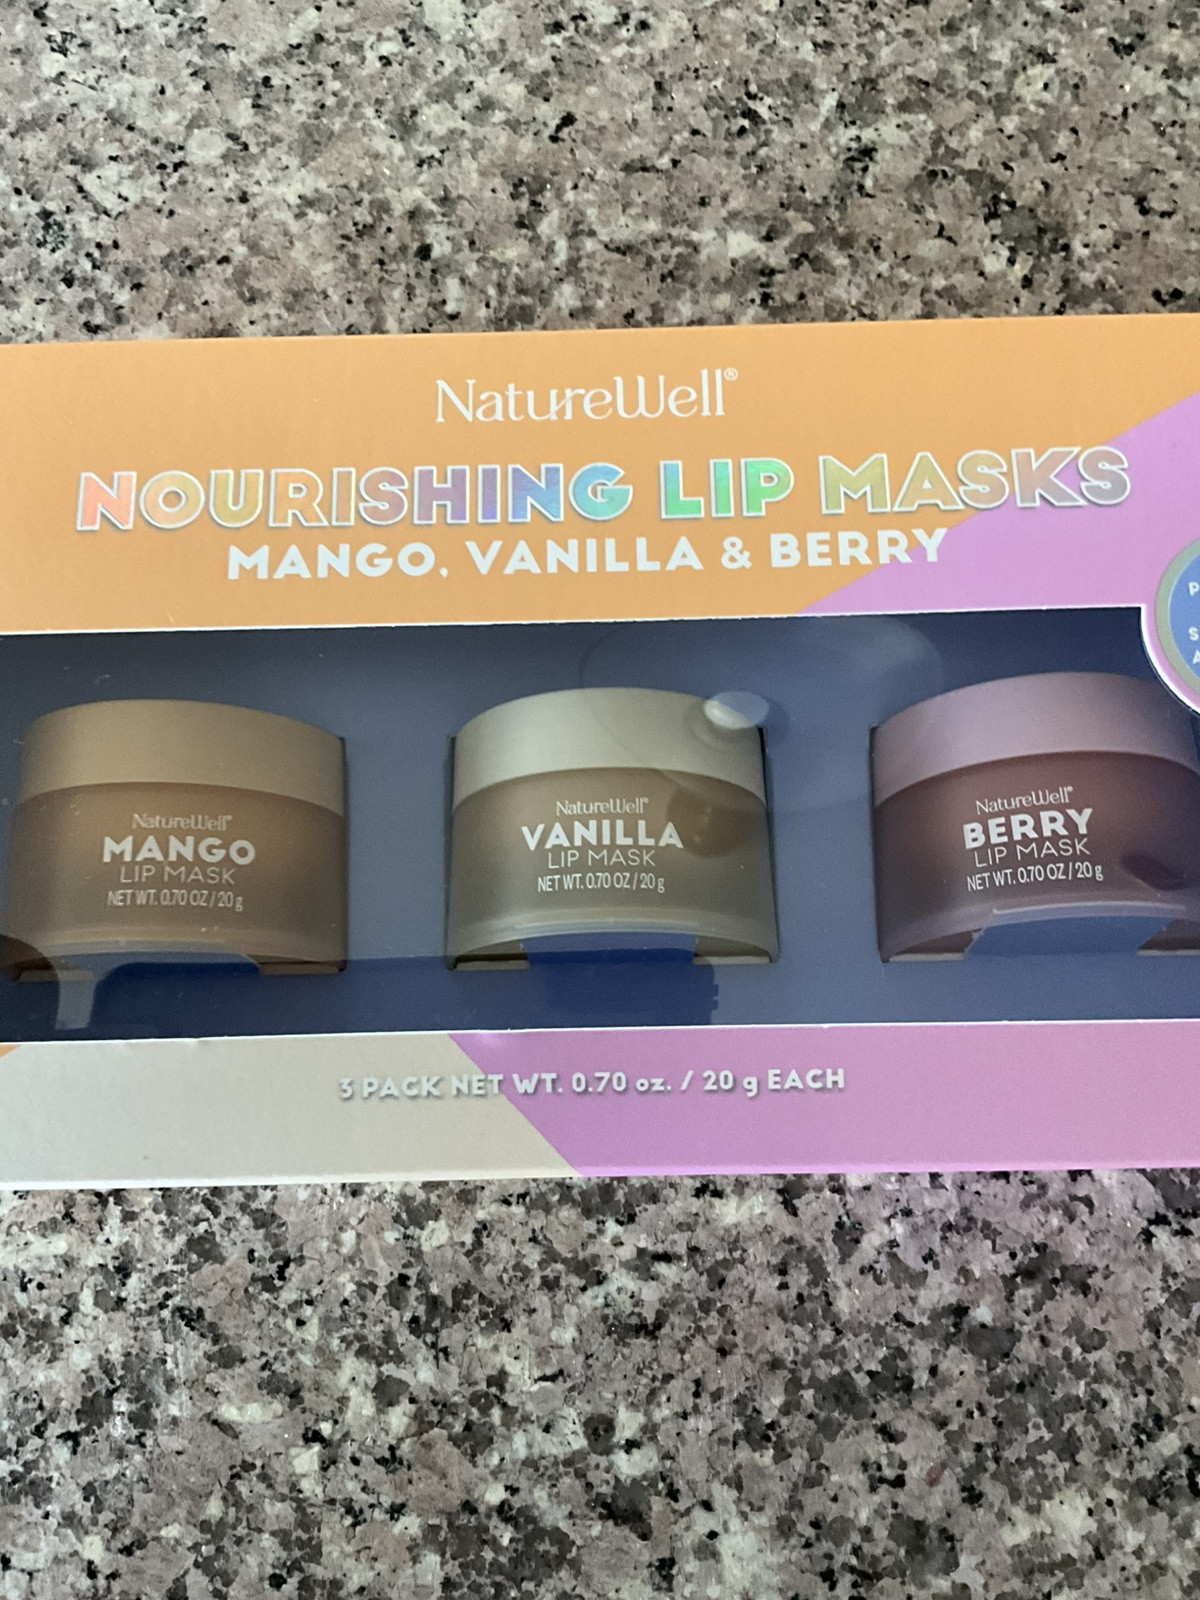 NatureWell®
NOURISHING LIP MASKS
MANGO, VANILLA & BERRY
NatureWell®
MANGO
LIP MASK
NET WT. 0.70 OZ / 20 g
NatureWell®
VANILLA
LIP MASK
NET WT. 0.70 OZ / 20 g
NatureWell®
BERRY
LIP MASK
NET WT. 0.70 OZ / 20 g
3 PACK NET WT. 0.70 oz. / 20 g EACH